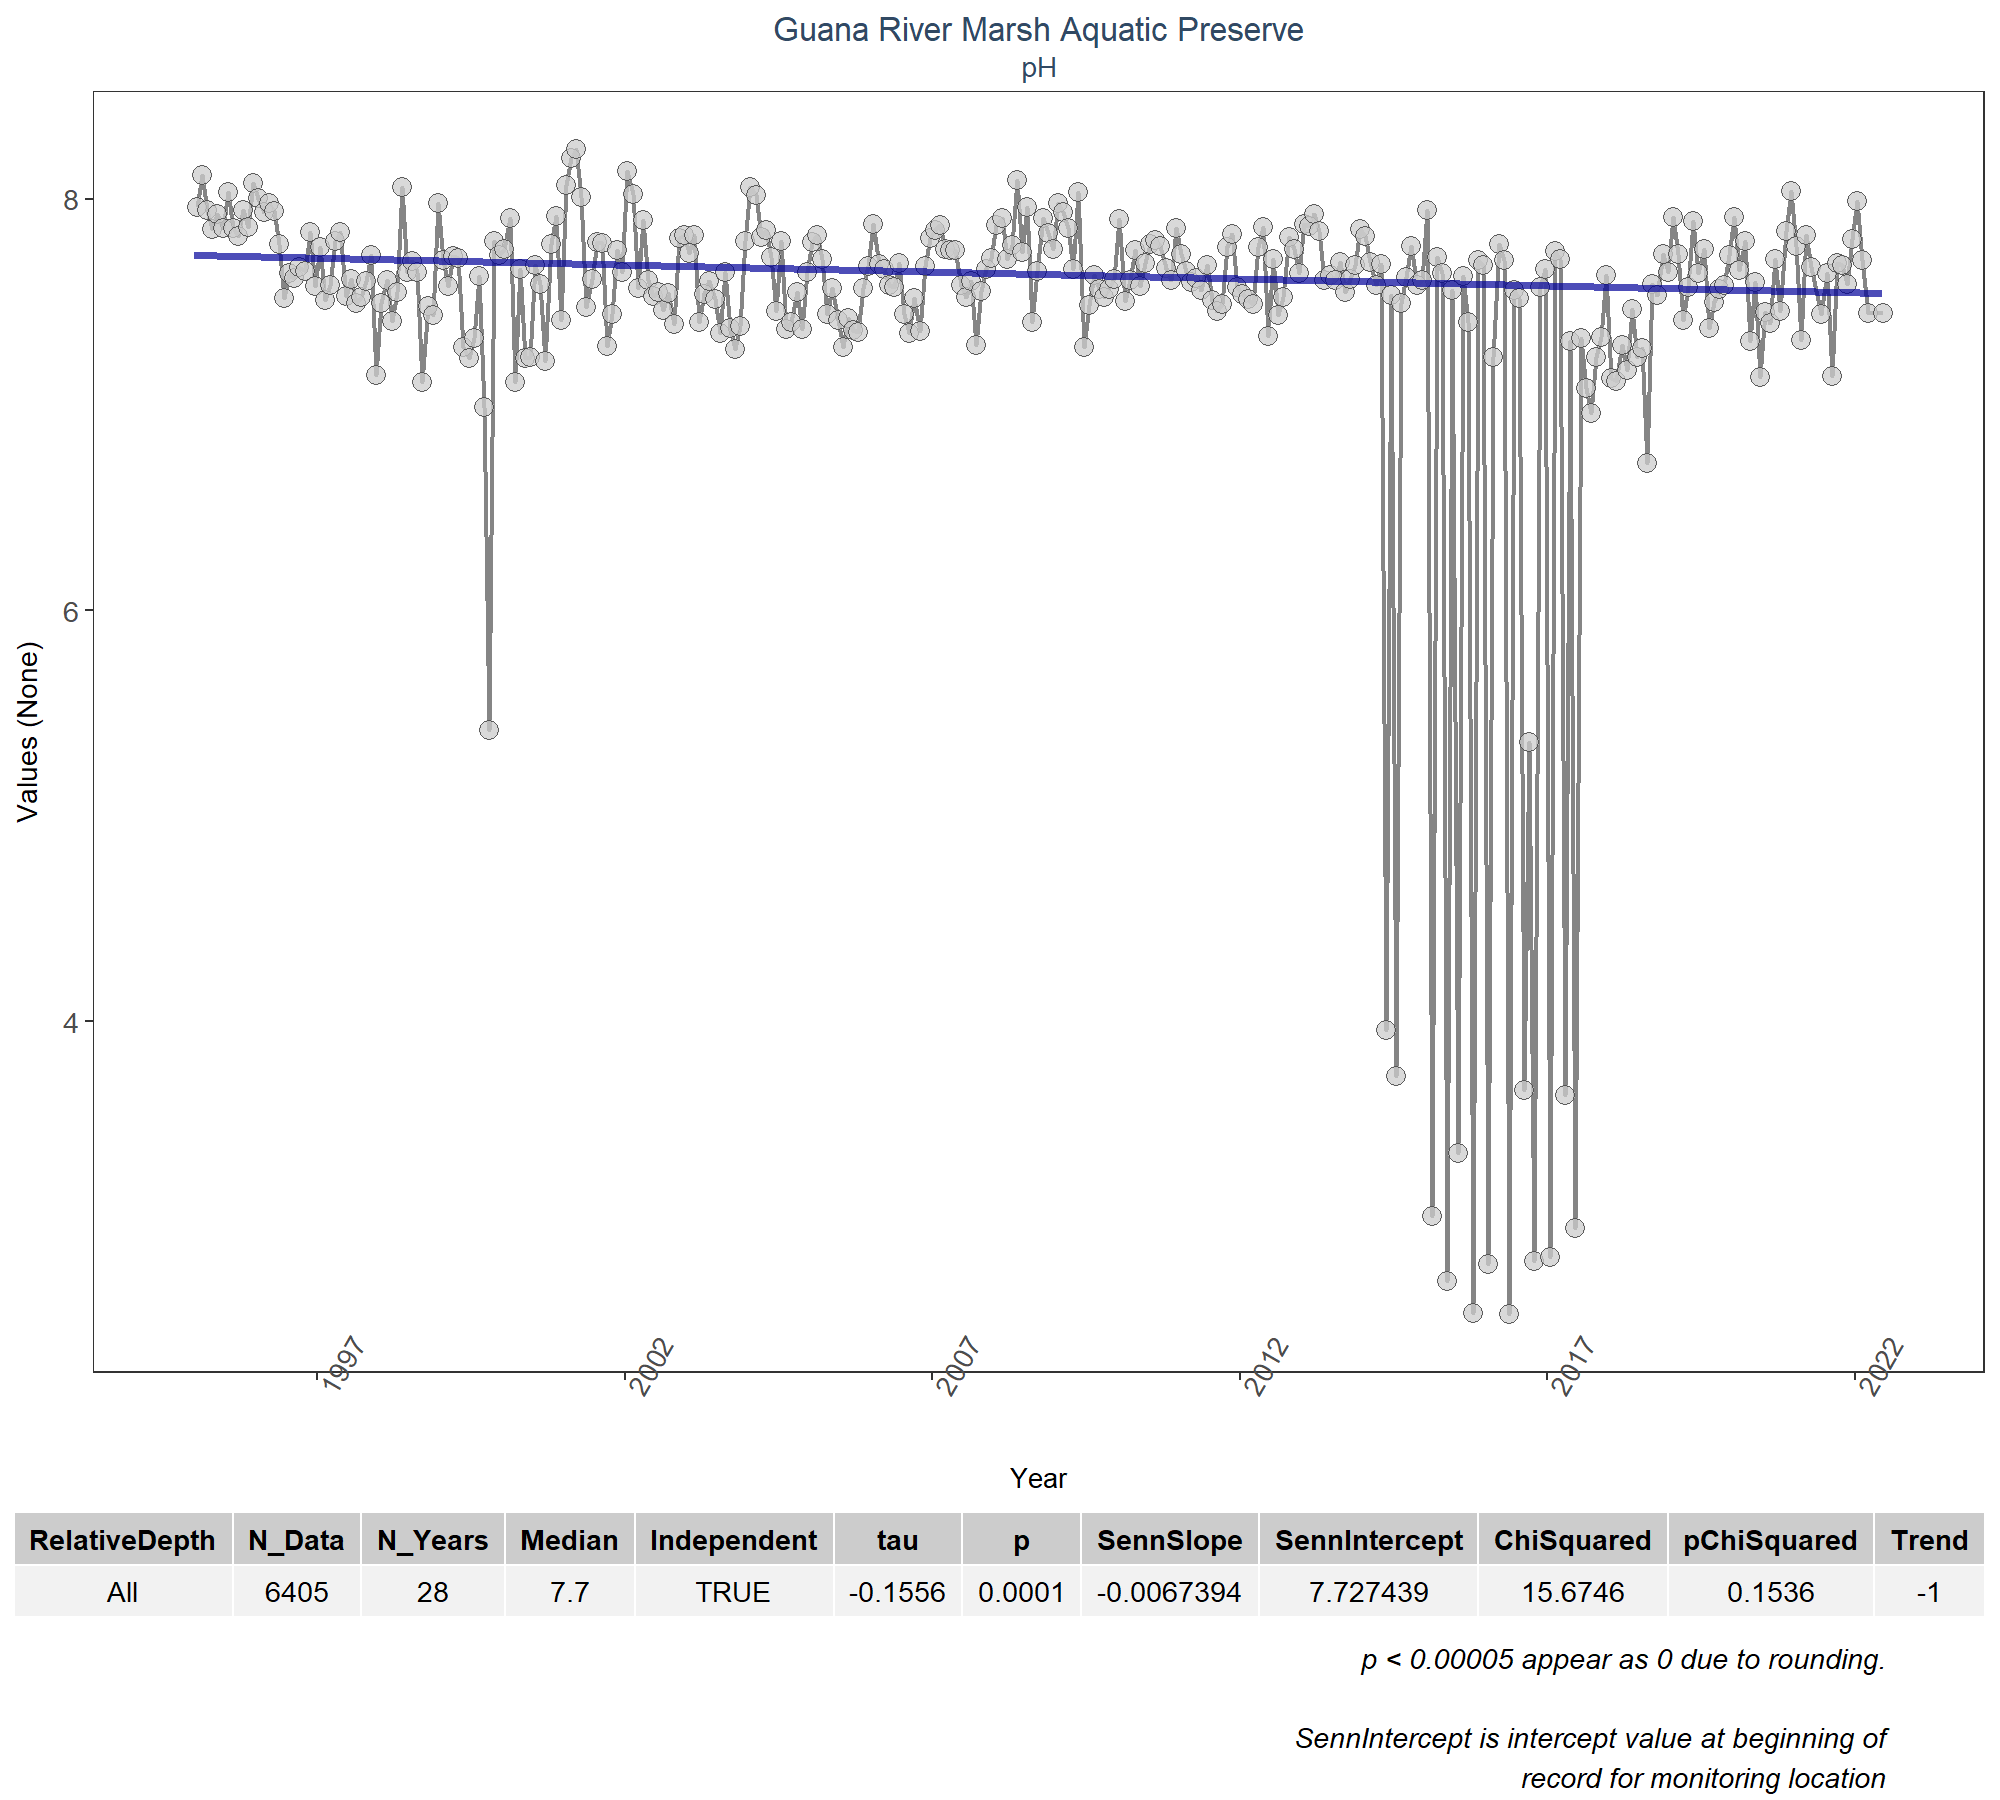 Guana River Marsh Aquatic Preserve
pH
8
6
4
Values (None)
1997 2002 2007 2012 2017 2022
Year
RelativeDepth N_Data N_Years Median Independent tau p SennSlope SennIntercept ChiSquared pChiSquared Trend
All 6405 28 7.7 TRUE -0.1556 0.0001 -0.0067394 7.727439 15.6746 0.1536 -1
p < 0.00005 appear as 0 due to rounding.
SennIntercept is intercept value at beginning of
record for monitoring location